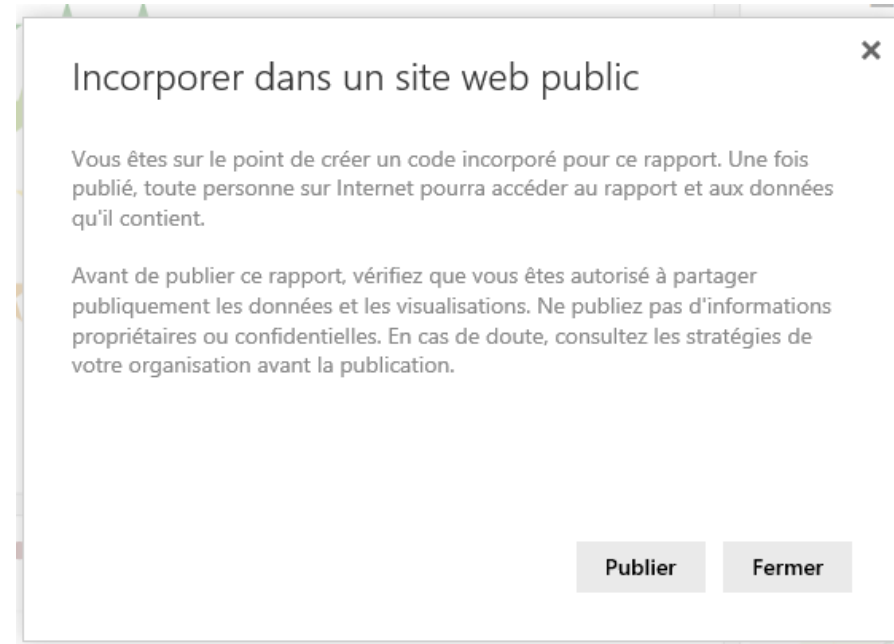 Incorporer dans un site web public
Vous êtes sur le point de créer un code incorporé pour ce rapport. Une fois
publié, toute personne sur Internet pourra accéder au rapport et aux données
qu'il contient.
Avant de publier ce rapport, vérifiez que vous êtes autorisé à partager
publiquement les données et les visualisations. Ne publiez pas d'informations
propriétaires ou confidentielles. En cas de doute, consultez les stratégies de
votre organisation avant la publication.
Publier Fermer